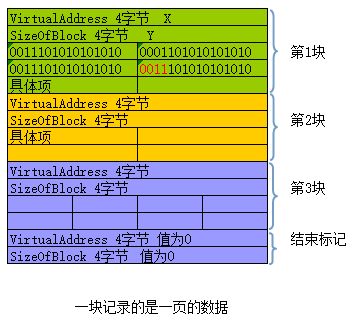 VirtualAddress 4字节 X
SizeOfBlock 4字节 Y
0011101010101010 0001101010101010
第1块
0011101010101010 0011101010101010
具体项
VirtualAddress 4字节
SizeOfBlock 4字节
第2块
具体项
VirtualAddress 4字节
SizeOfBlock 4字节
第3块
VirtualAddress 4字节 值为0
结束标记
SizeOfBlock 4字节 值为0
一块记录的是一页的数据